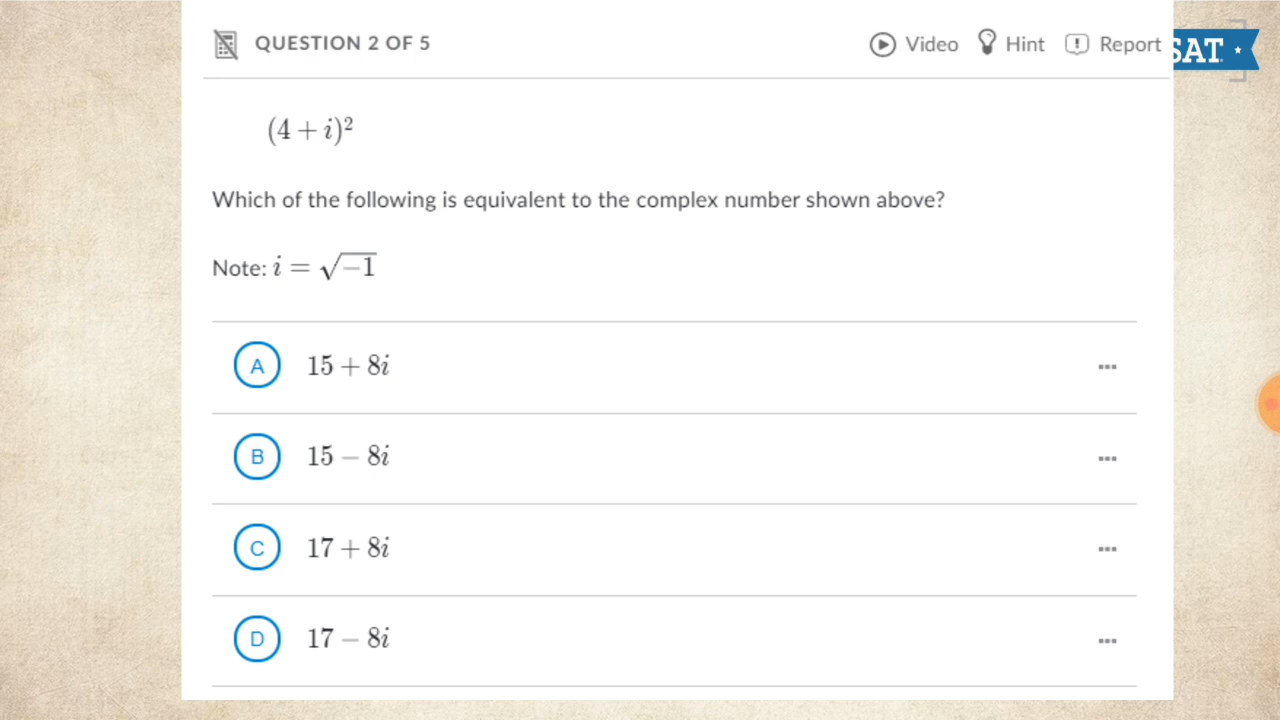 QUESTION 2 OF 5
Video Hint Report
SAT
(4 + i)²
Which of the following is equivalent to the complex number shown above?
Note: i = √−1
A 15 + 8i
B 15 − 8i
C 17 + 8i
D 17 − 8i